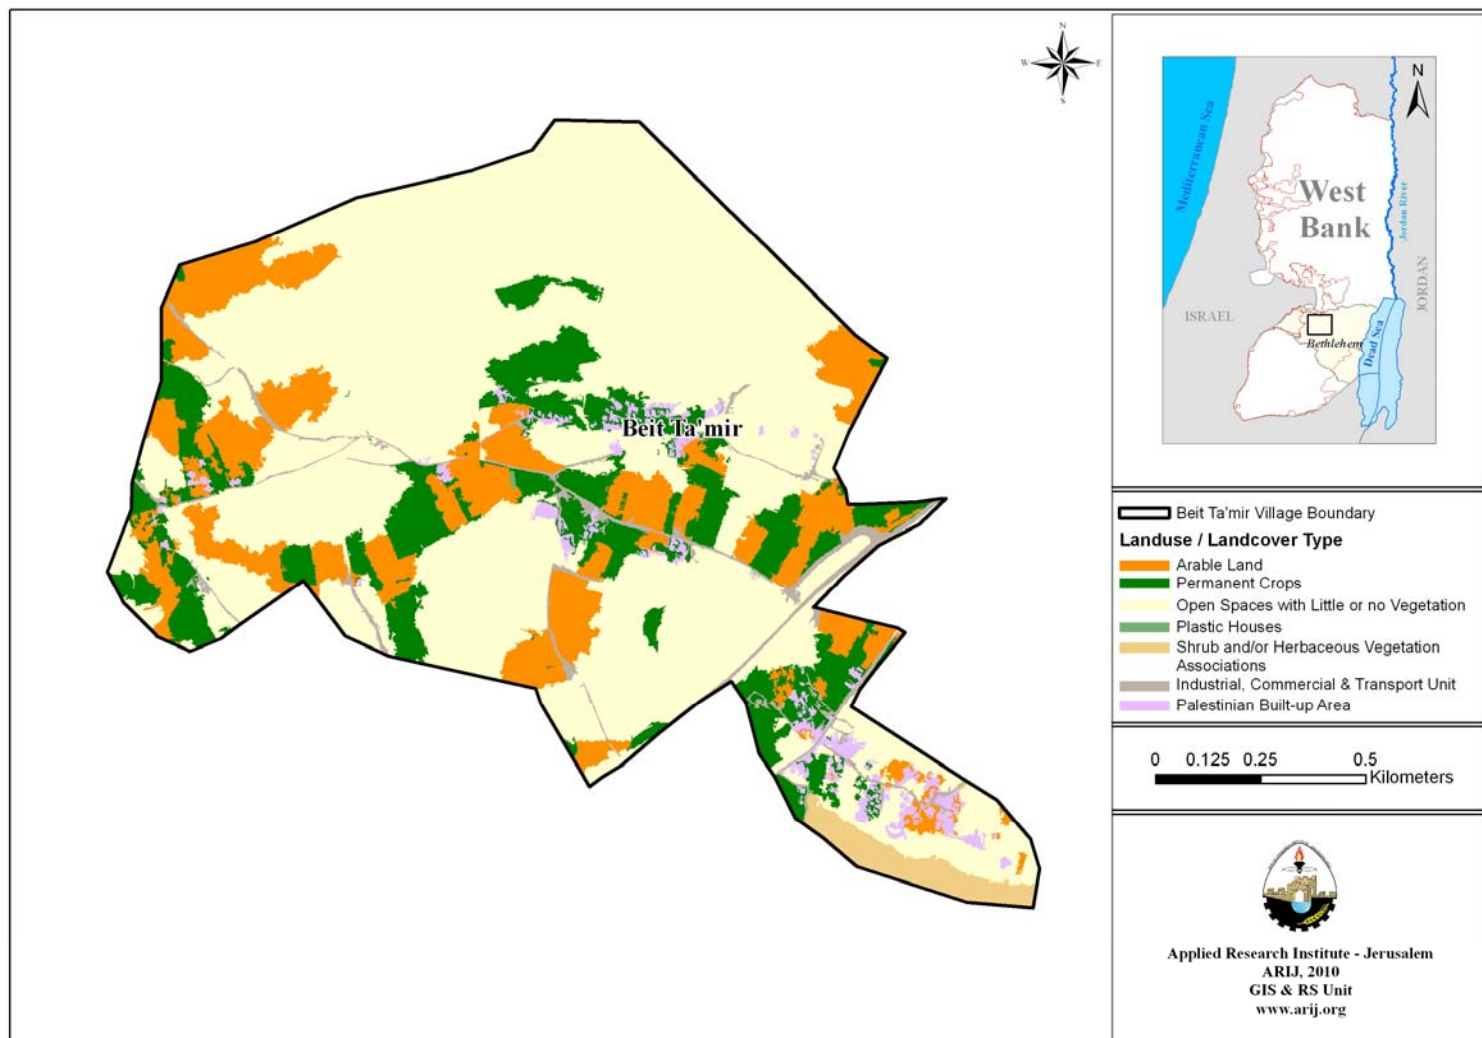 N
W
E
S
Beit Ta'mir
N
Mediterranean Sea
West
Bank
Jordan River
JORDAN
ISRAEL
Bethlehem
Dead Sea
Beit Ta'mir Village Boundary
Landuse / Landcover Type
Arable Land
Permanent Crops
Open Spaces with Little or no Vegetation
Plastic Houses
Shrub and/or Herbaceous Vegetation
Associations
Industrial, Commercial & Transport Unit
Palestinian Built-up Area
0 0.125 0.25 0.5
Kilometers
Applied Research Institute - Jerusalem
ARIJ, 2010
GIS & RS Unit
www.arij.org